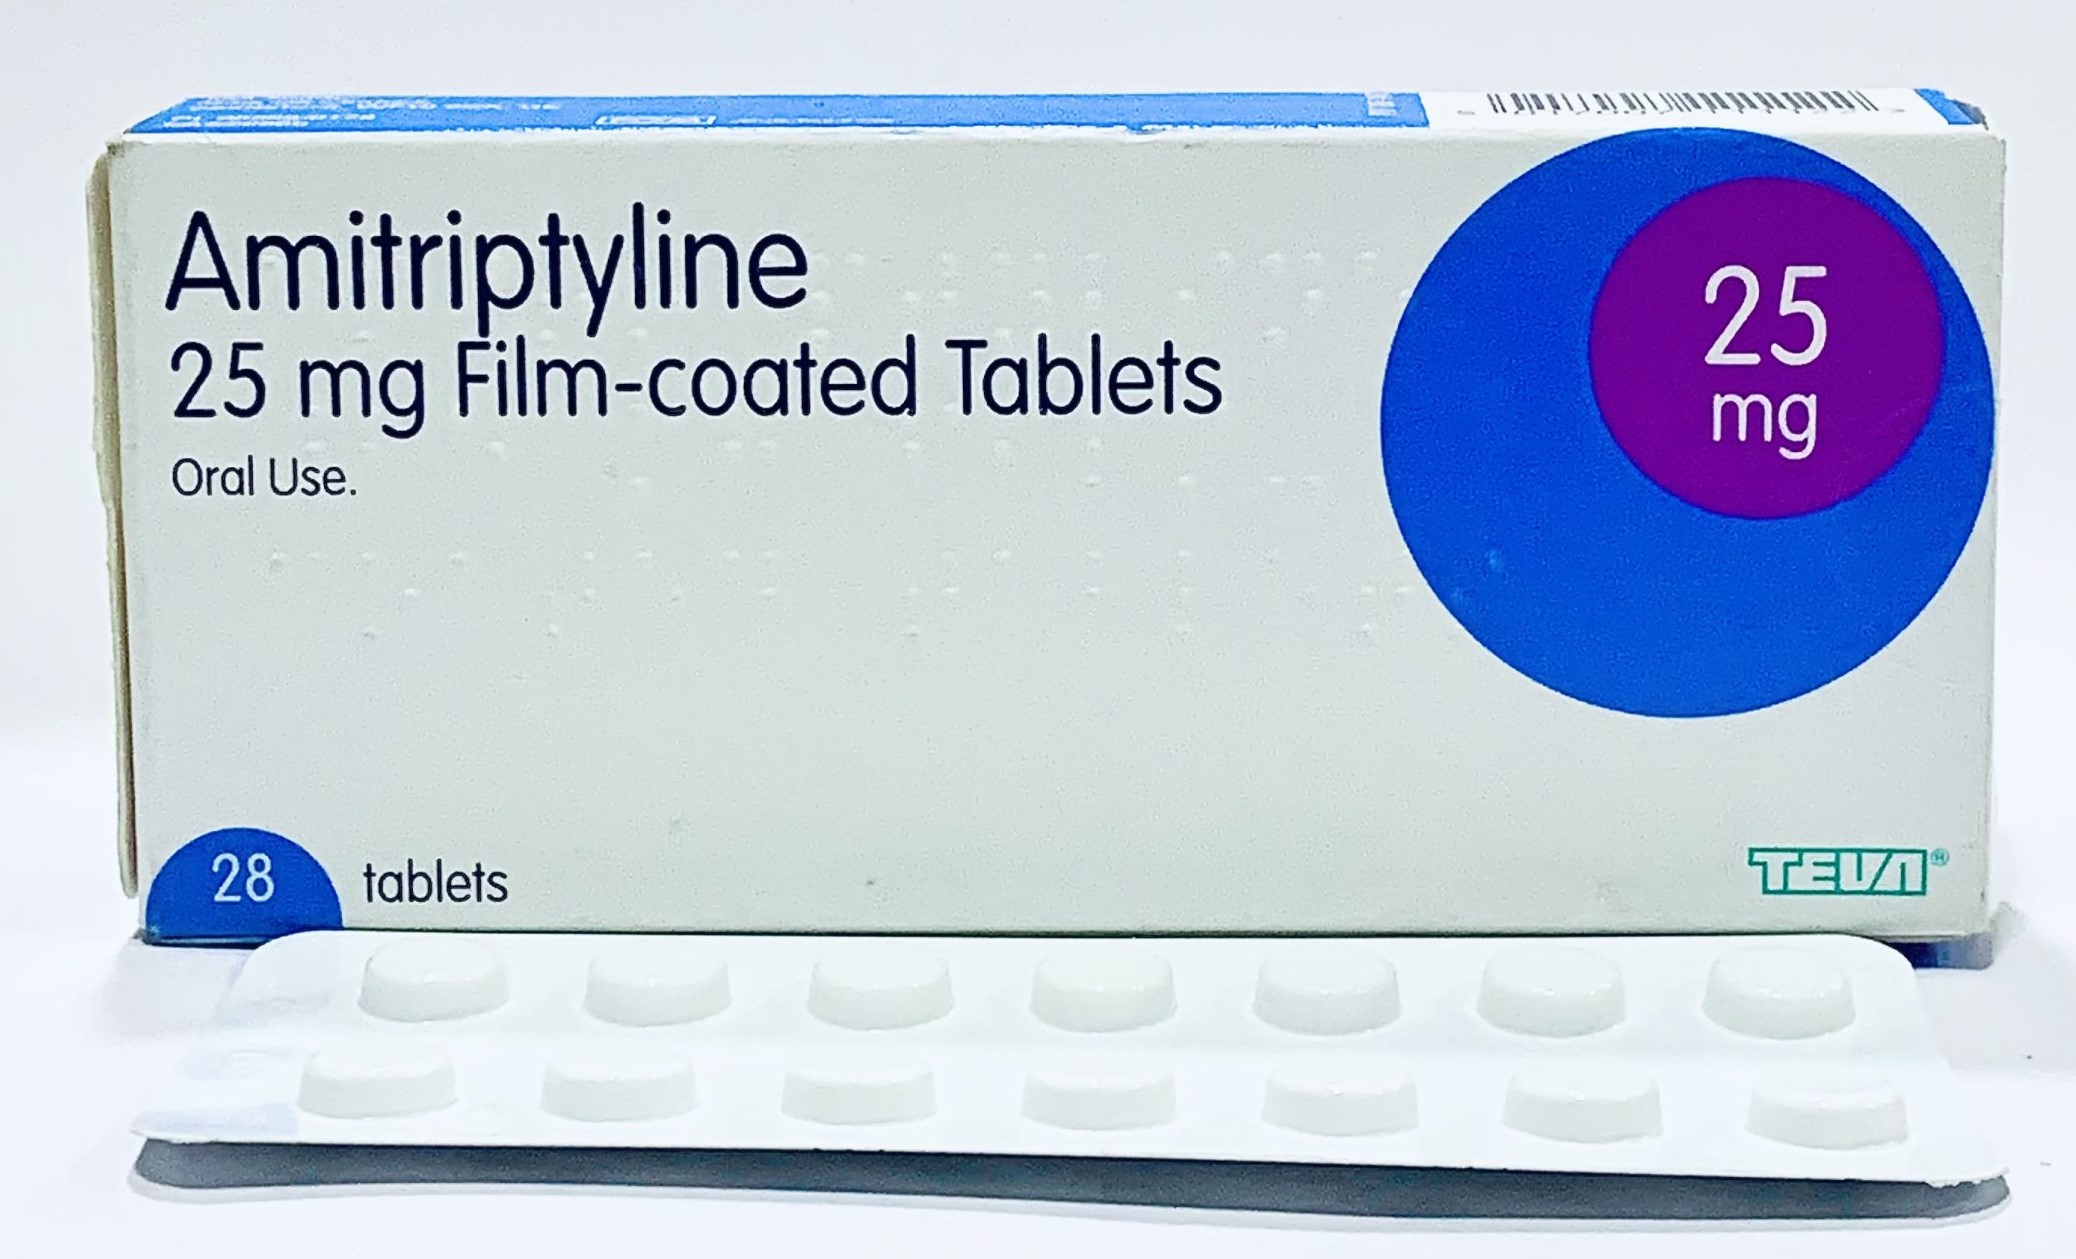 Amitriptyline
25 mg Film-coated Tablets
Oral Use.
25
mg
28 tablets
TEVA®